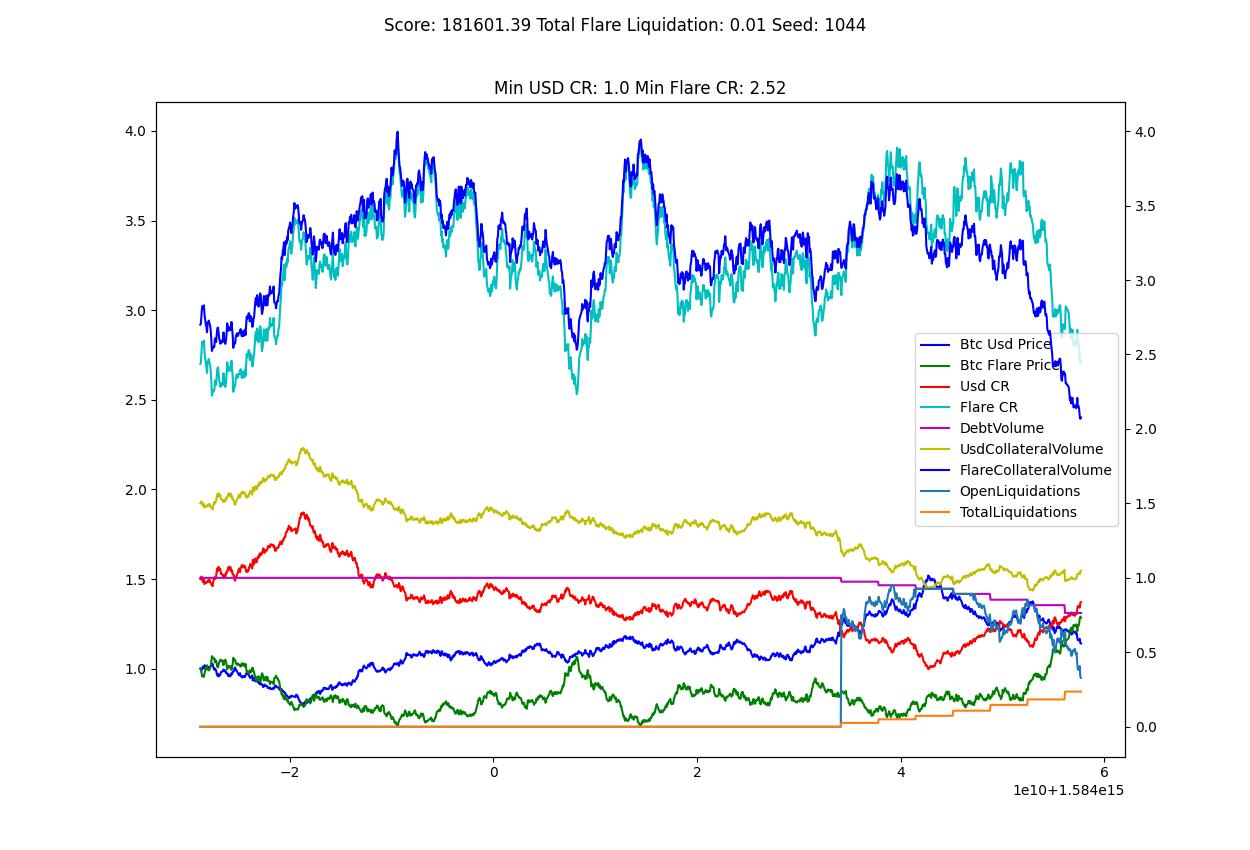 Score: 181601.39 Total Flare Liquidation: 0.01 Seed: 1044
Min USD CR: 1.0 Min Flare CR: 2.52
4.0
3.5
3.0
2.5
2.0
1.5
1.0
4.0
3.5
3.0
2.5
2.0
1.5
1.0
0.5
0.0
Btc Usd Price
Btc Flare Price
Usd CR
Flare CR
DebtVolume
UsdCollateralVolume
FlareCollateralVolume
OpenLiquidations
TotalLiquidations
−2 0 2 4 6
1e10+1.584e15